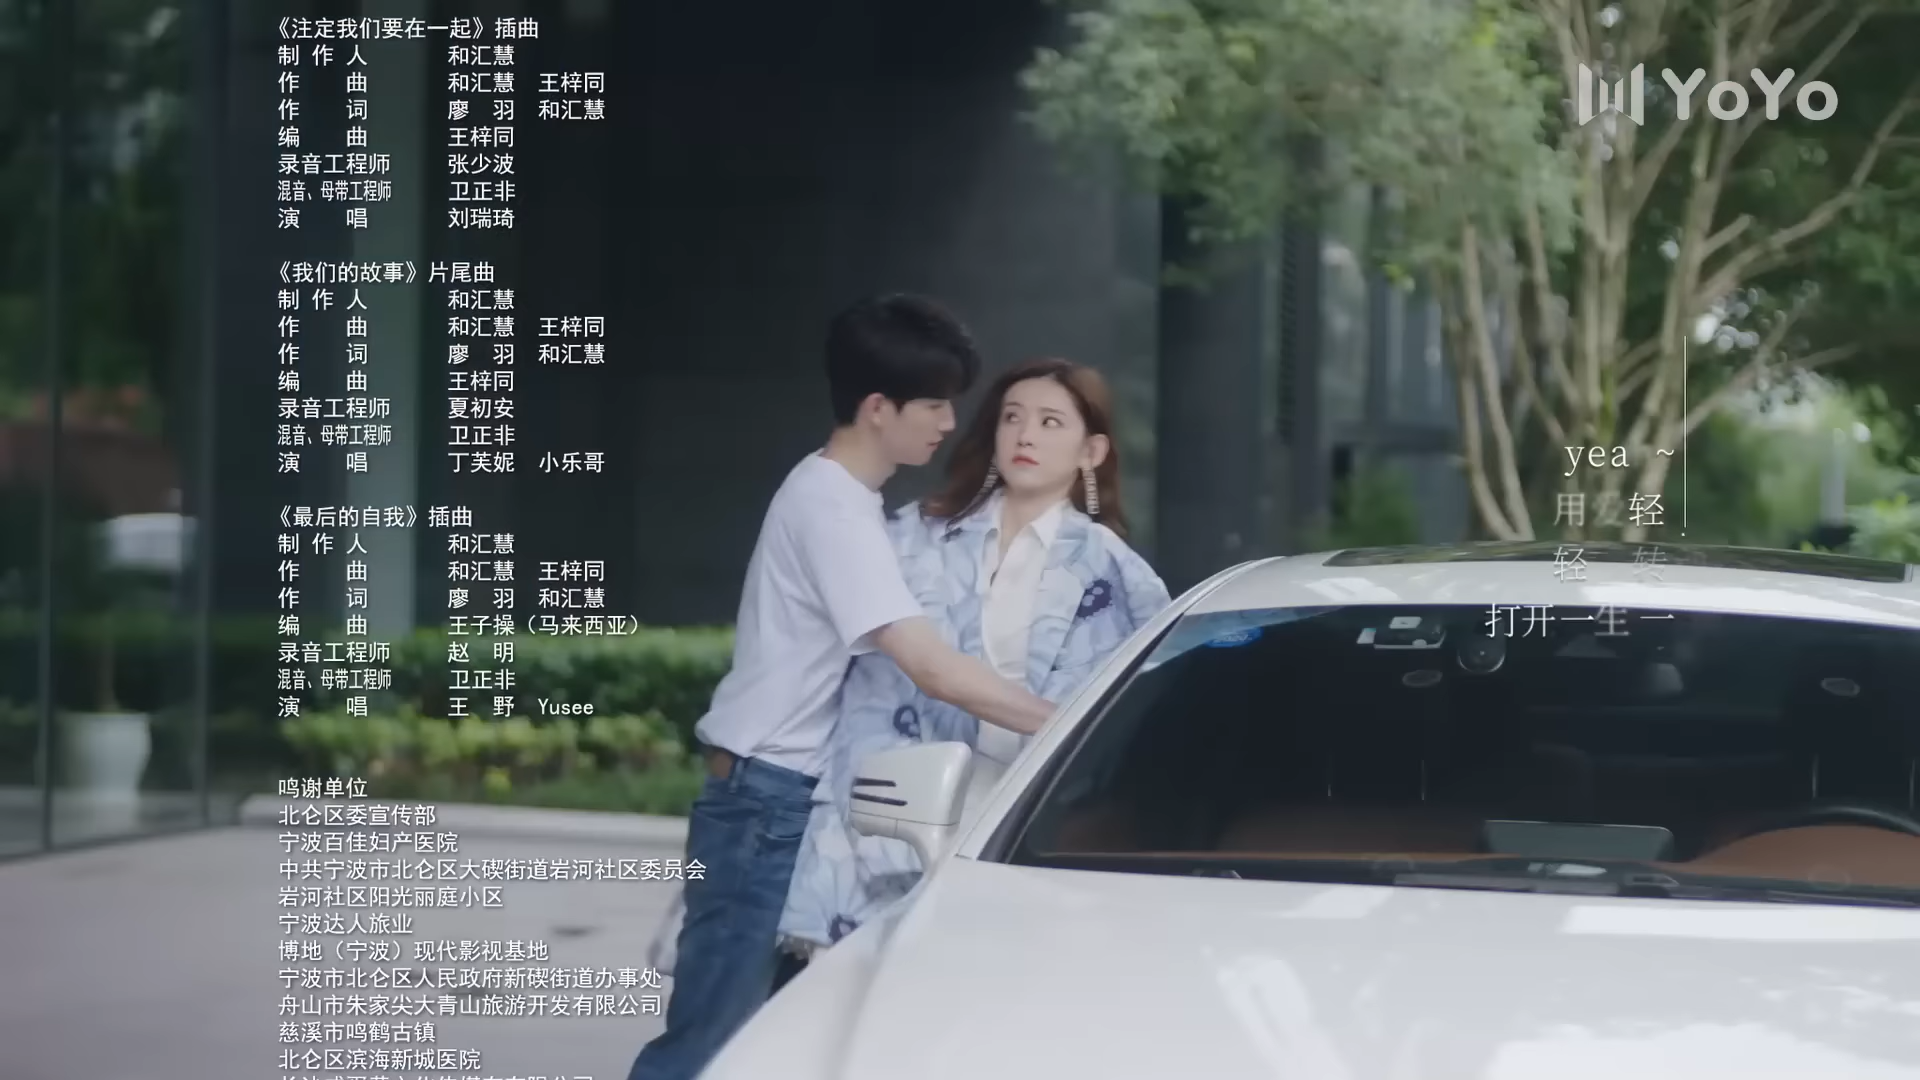 《注定我们要在一起》插曲
制作人 和汇慧
作曲 和汇慧 王梓同
作词 廖羽 和汇慧
编曲 王梓同
录音工程师 张少波
混音、母带工程师 卫正非
演唱 刘瑞琦
《我们的故事》片尾曲
制作人 和汇慧
作曲 和汇慧 王梓同
作词 廖羽 和汇慧
编曲 王梓同
录音工程师 夏初安
混音、母带工程师 卫正非
演唱 丁芙妮 小乐哥
《最后的自我》插曲
制作人 和汇慧
作曲 和汇慧 王梓同
作词 廖羽 和汇慧
编曲 王子操（马来西亚）
录音工程师 赵明
混音、母带工程师 卫正非
演唱 王野 Yusee
鸣谢单位
北仑区委宣传部
宁波百佳妇产医院
中共宁波市北仑区大碶街道岩河社区委员会
岩河社区阳光丽庭小区
宁波达人旅业
博地（宁波）现代影视基地
宁波市北仑区人民政府新碶街道办事处
舟山市朱家尖大青山旅游开发有限公司
慈溪市鸣鹤古镇
北仑区滨海新城医院
YoYo
yea ~
用爱轻
轻转
打开一生一